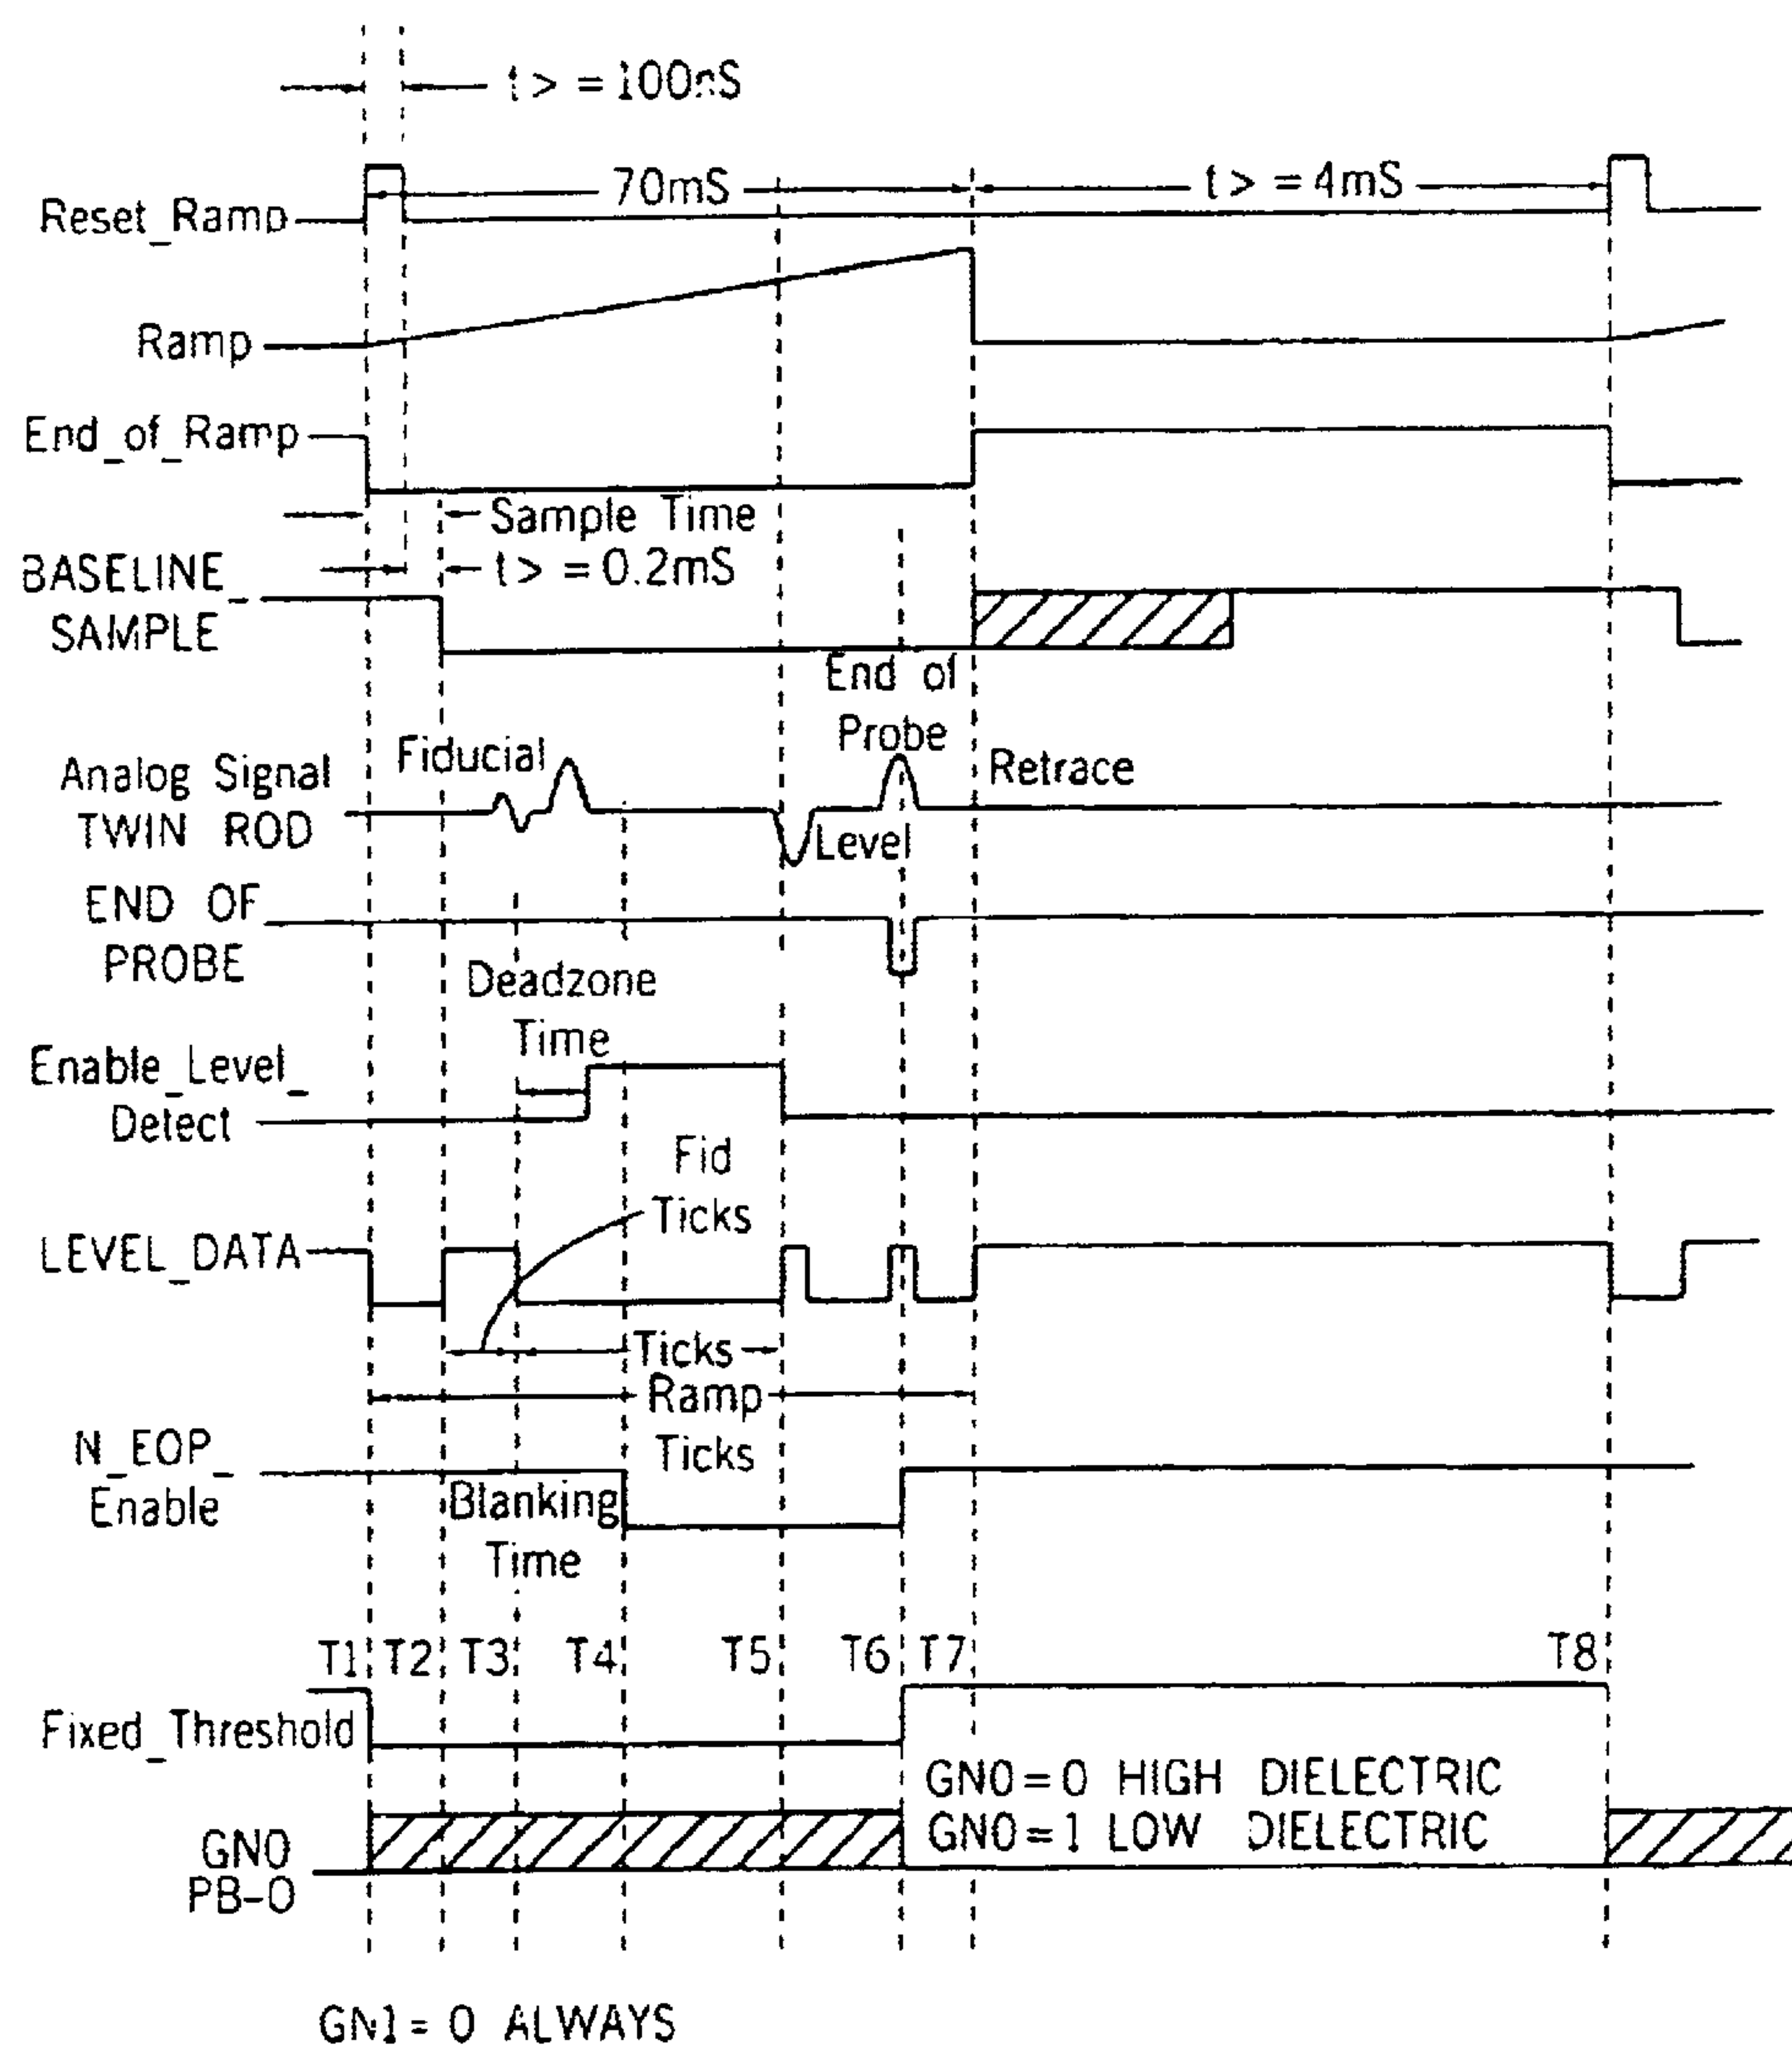 t > = 100nS
70mS
t > = 4mS
Reset_Ramp
Ramp
End_of_Ramp
Sample Time
t > = 0.2mS
BASELINE_
SAMPLE
End of
Probe
Fiducial
Analog Signal
TWIN ROD
Retrace
Level
END OF
PROBE
Deadzone
Time
Enable_Level_
Detect
Fid
Ticks
LEVEL_DATA
Ticks
Ramp
Ticks
N_EOP_
Enable
Blanking
Time
T1 T2 T3 T4 T5 T6 T7 T8
Fixed_Threshold
GN0 = 0 HIGH DIELECTRIC
GN0 = 1 LOW DIELECTRIC
GN0
PB-0
GN1 = 0 ALWAYS